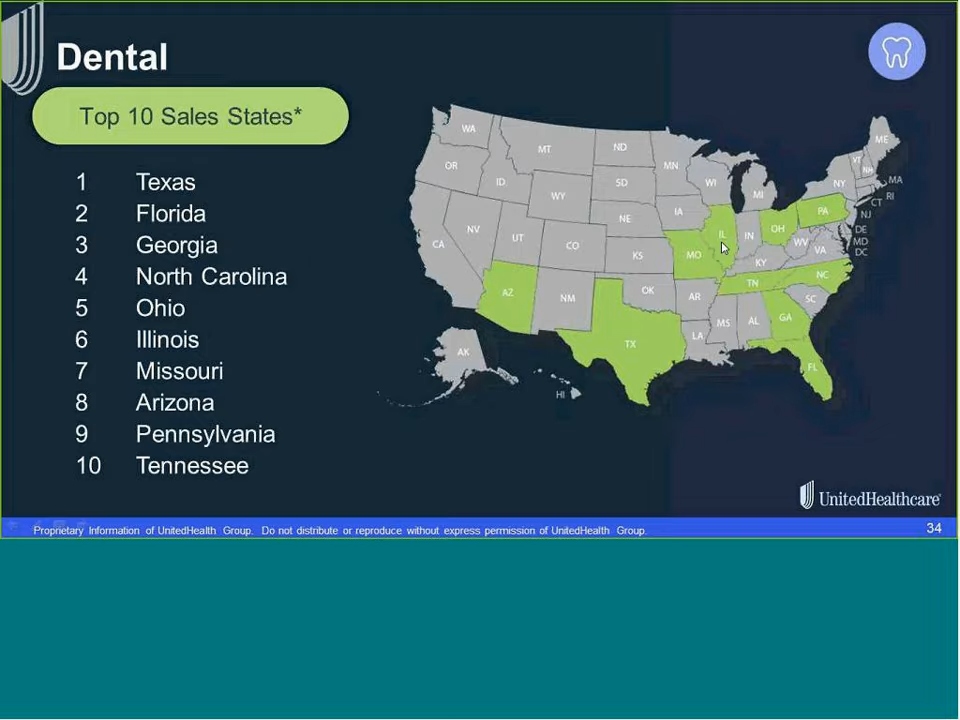 Dental
Top 10 Sales States*
1 Texas
2 Florida
3 Georgia
4 North Carolina
5 Ohio
6 Illinois
7 Missouri
8 Arizona
9 Pennsylvania
10 Tennessee
WA
MT
ND
MN
OR
ID
WY
SD
WI
MI
NY
VT
NH
ME
MA
RI
CT
NJ
DE
MD
DC
NV
UT
CO
NE
IA
IL
IN
OH
PA
CA
KS
MO
KY
WV
VA
AZ
NM
OK
AR
TN
NC
SC
TX
LA
MS
AL
GA
FL
AK
HI
UnitedHealthcare
Proprietary Information of UnitedHealth Group. Do not distribute or reproduce without express permission of UnitedHealth Group.
34